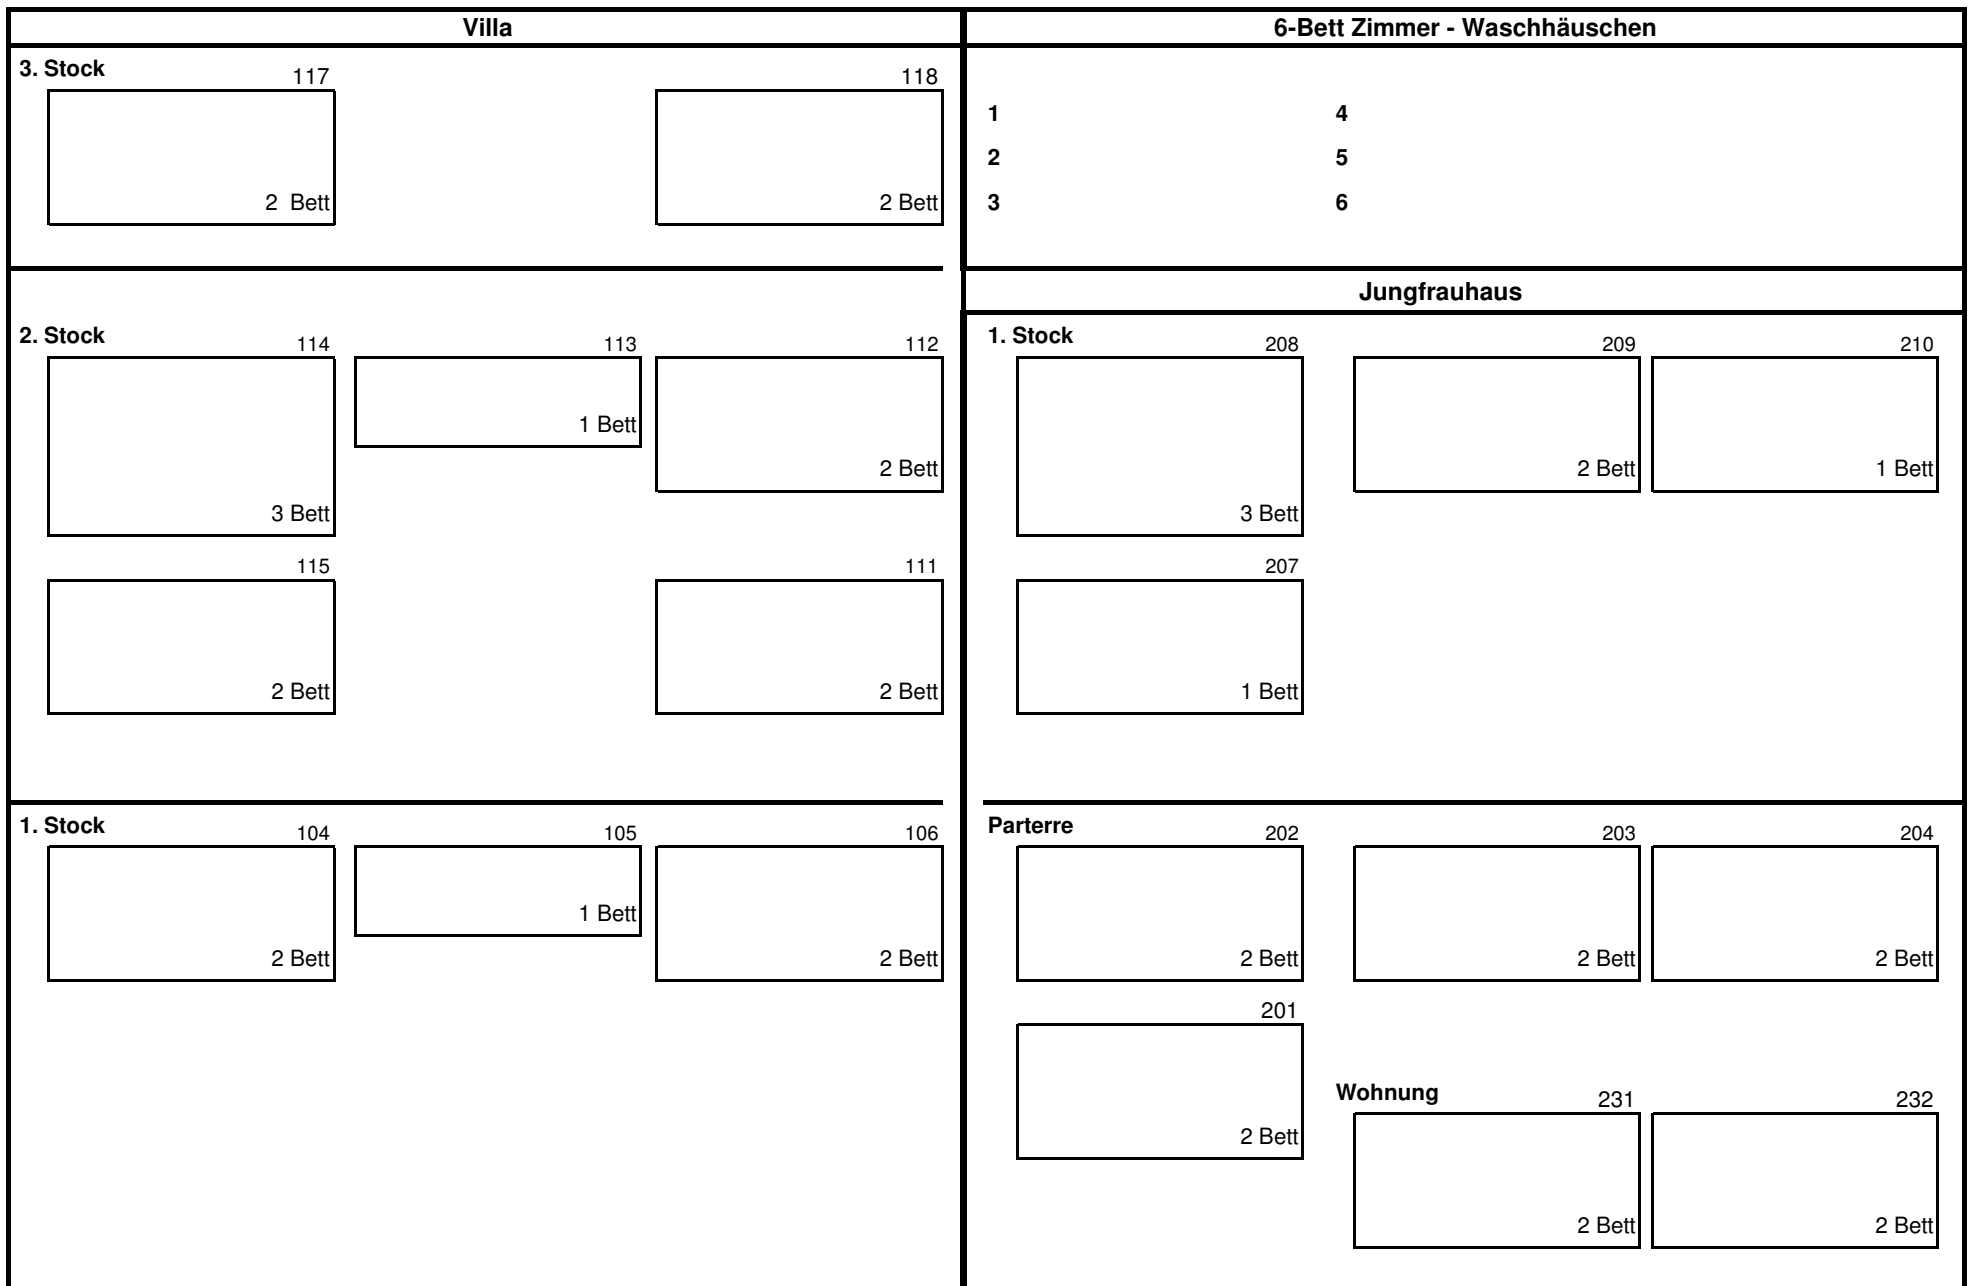 Villa
3. Stock
117
118
2  Bett
2 Bett
2. Stock
114
113
112
1 Bett
2 Bett
3 Bett
115
111
2 Bett
2 Bett
1. Stock
104
105
106
1 Bett
2 Bett
2 Bett
6-Bett Zimmer - Waschhäuschen
1
4
2
5
3
6
Jungfrauhaus
1. Stock
208
209
210
2 Bett
1 Bett
3 Bett
207
1 Bett
Parterre
202
203
204
2 Bett
2 Bett
2 Bett
201
2 Bett
Wohnung
231
232
2 Bett
2 Bett